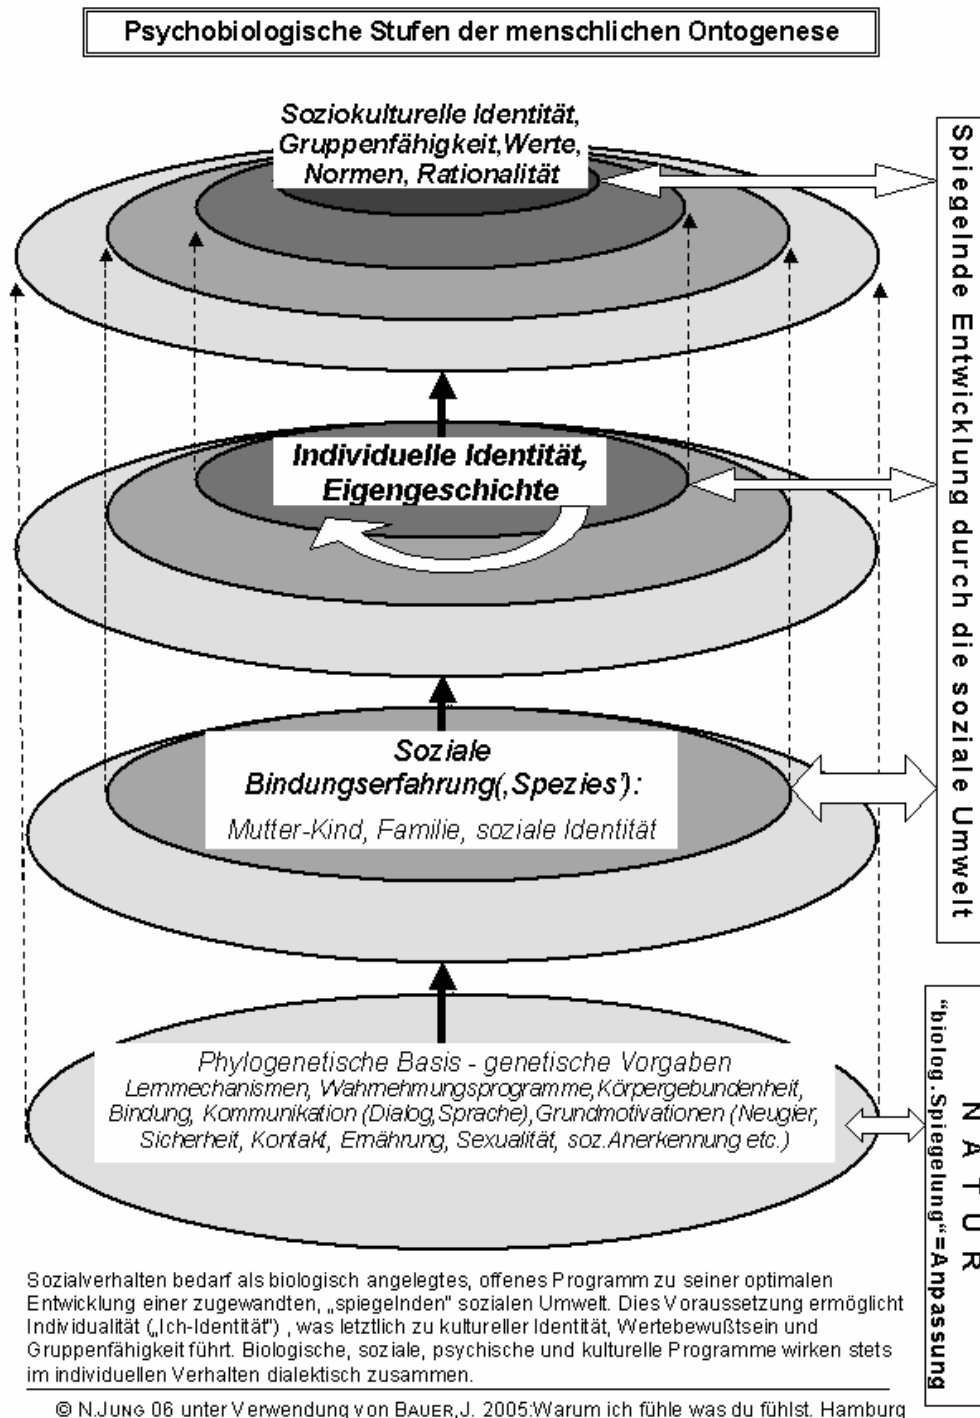 Psychobiologische Stufen der menschlichen Ontogenese
Soziokulturelle Identität,
Gruppenfähigkeit,Werte,
Normen, Rationalität
Individuelle Identität,
Eigengeschichte
Soziale
Bindungserfahrung(‚Spezies'):
Mutter-Kind, Familie, soziale Identität
Phylogenetische Basis - genetische Vorgaben
Lernmechanismen, Wahrnehmungsprogramme,Körpergebundenheit,
Bindung, Kommunikation (Dialog,Sprache),Grundmotivationen (Neugier,
Sicherheit, Kontakt, Ernährung, Sexualität, soz.Anerkennung etc.)
Spiegelnde Entwicklung durch die soziale Umwelt
NATUR
"biolog.Spiegelung“=Anpassung
Sozialverhalten bedarf als biologisch angelegtes, offenes Programm zu seiner optimalen
Entwicklung einer zugewandten, „spiegelnden" sozialen Umwelt. Dies Voraussetzung ermöglicht
Individualität („Ich-Identität") , was letztlich zu kultureller Identität, Wertebewußtsein und
Gruppenfähigkeit führt. Biologische, soziale, psychische und kulturelle Programme wirken stets
im individuellen Verhalten dialektisch zusammen.
© N.JUNG 06 unter Verwendung von BAUER,J. 2005:Warum ich fühle was du fühlst. Hamburg